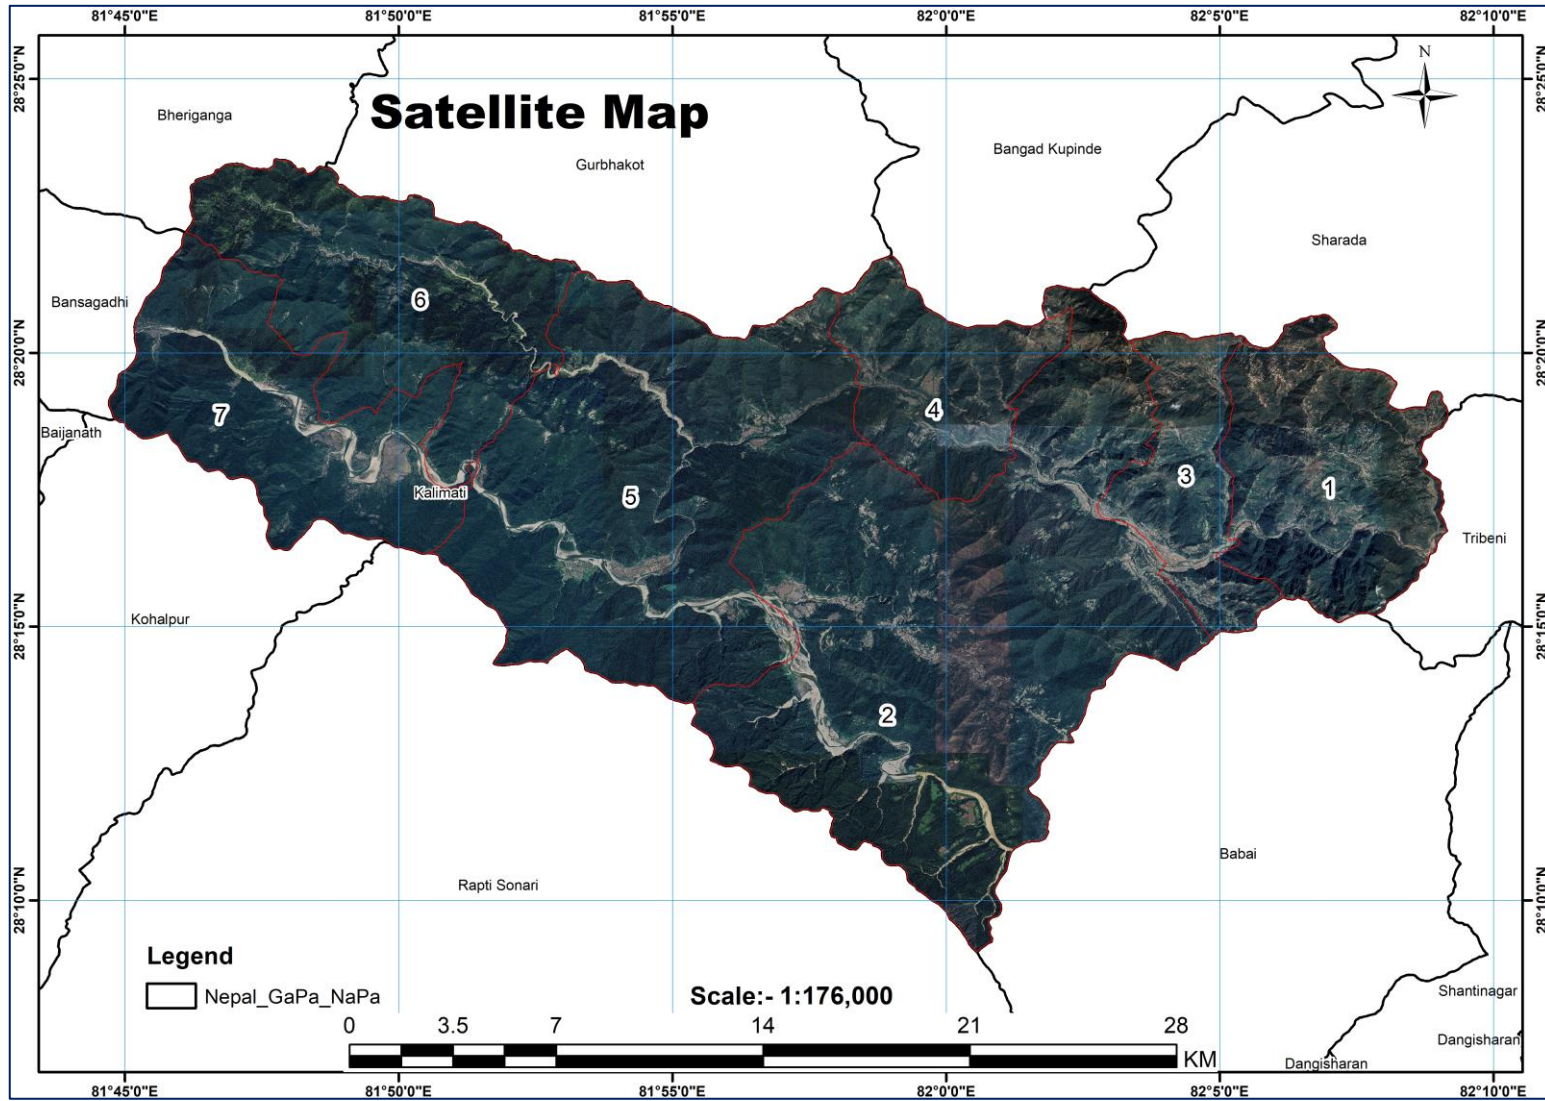 81°45'0"E 81°50'0"E 81°55'0"E 82°0'0"E 82°5'0"E 82°10'0"E
N
28°25'0"N 28°25'0"N
Satellite Map
Bheriganga
Bangad Kupinde
Gurbhakot
Sharada
Bansagadhi
6
28°20'0"N 28°20'0"N
7
4
Baijanath
3
1
Kalimati
5
Tribeni
Kohalpur
28°15'0"N 28°15'0"N
2
Babai
Rapti Sonari
28°10'0"N 28°10'0"N
Legend
Nepal_GaPa_NaPa
Scale:- 1:176,000
Shantinagar
0 3.5 7 14 21 28
KM
Dangisharan
Dangisharan
81°45'0"E 81°50'0"E 81°55'0"E 82°0'0"E 82°5'0"E 82°10'0"E